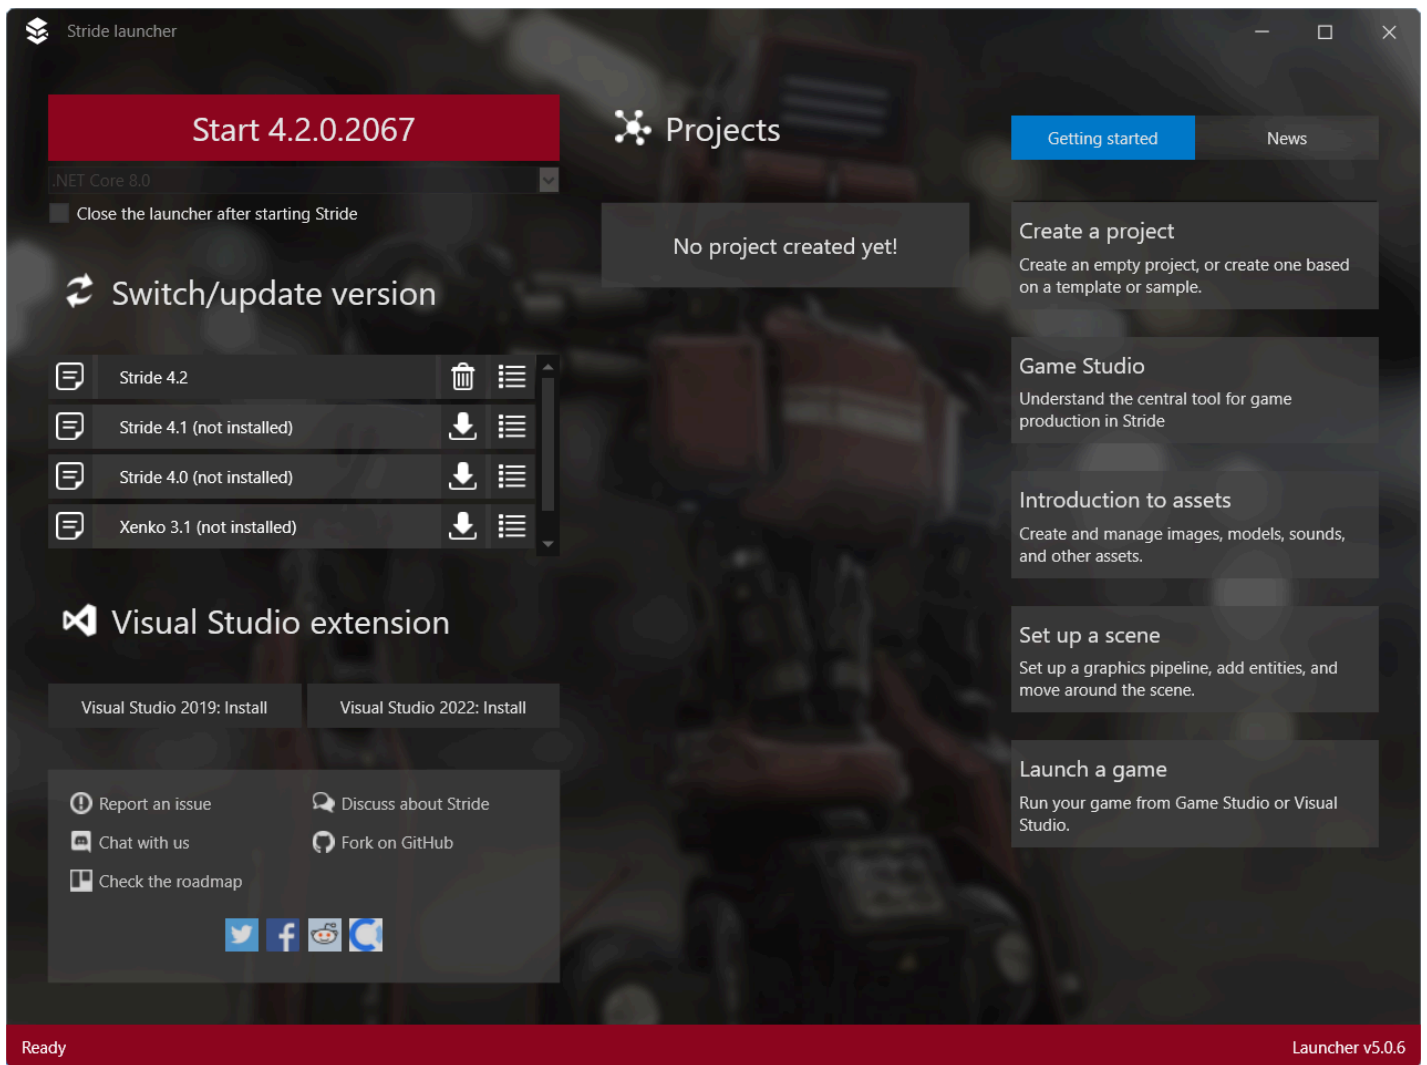 Stride launcher
Start 4.2.0.2067
.NET Core 8.0
Close the launcher after starting Stride
Switch/update version
Stride 4.2
Stride 4.1 (not installed)
Stride 4.0 (not installed)
Xenko 3.1 (not installed)
Visual Studio extension
Visual Studio 2019: Install
Visual Studio 2022: Install
Report an issue
Discuss about Stride
Chat with us
Fork on GitHub
Check the roadmap
Projects
No project created yet!
Getting started
News
Create a project
Create an empty project, or create one based
on a template or sample.
Game Studio
Understand the central tool for game
production in Stride
Introduction to assets
Create and manage images, models, sounds,
and other assets.
Set up a scene
Set up a graphics pipeline, add entities, and
move around the scene.
Launch a game
Run your game from Game Studio or Visual
Studio.
Ready
Launcher v5.0.6